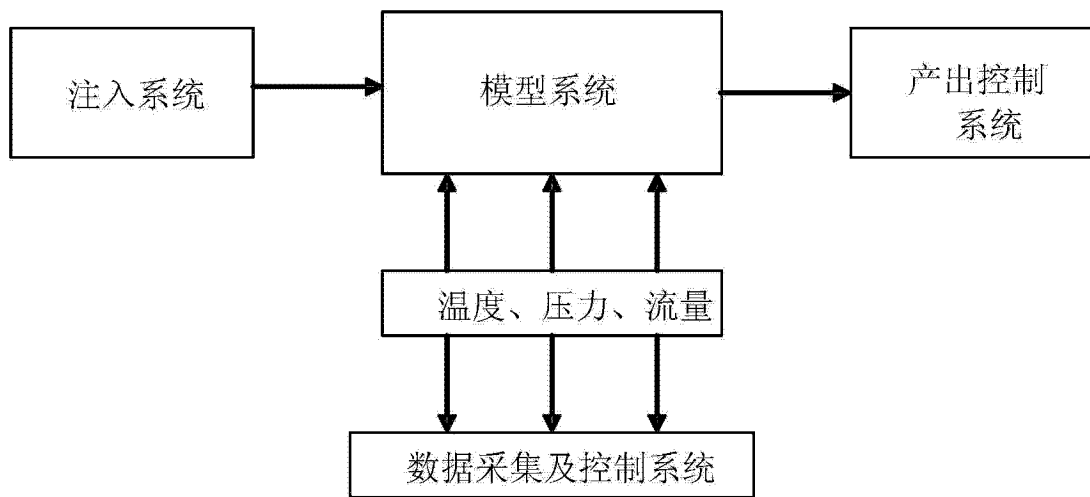 注入系统
模型系统
产出控制
系统
温度、压力、流量
数据采集及控制系统